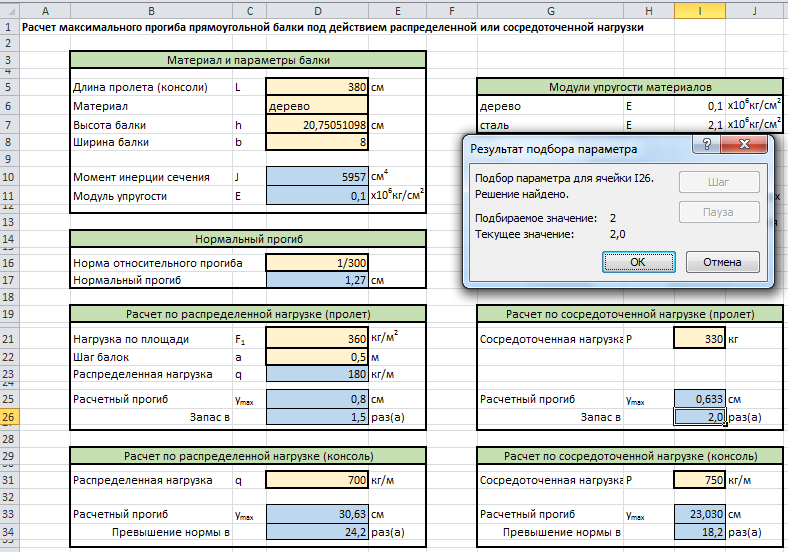 A B C D E F G H I J
1 Расчет максимального прогиба прямоугольной балки под действием распределенной или сосредоточенной нагрузки
2
3 Материал и параметры балки
4
5 Длина пролета (консоли) L 380 см Модули упругости материалов
6 Материал дерево дерево E 0,1 x10⁶кг/см²
7 Высота балки h 20,75051098 см сталь E 2,1 x10⁶кг/см²
8 Ширина балки b 8 см
Результат подбора параметра
Подбор параметра для ячейки I26.
Решение найдено.
Подбираемое значение: 2
Текущее значение: 2,0
Шаг
Пауза
ОК Отмена
9
10 Момент инерции сечения J 5957 см⁴
11 Модуль упругости E 0,1 x10⁶кг/см²
12
13
14 Нормальный прогиб
16 Норма относительного прогиба 1/300
17 Нормальный прогиб 1,27 см
18
19 Расчет по распределенной нагрузке (пролет) Расчет по сосредоточенной нагрузке (пролет)
21 Нагрузка по площади F₁ 360 кг/м² Сосредоточенная нагрузка P 330 кг
22 Шаг балок a 0,5 м
23 Распределенная нагрузка q 180 кг/м
24
25 Расчетный прогиб ymax 0,8 см Расчетный прогиб ymax 0,633 см
26 Запас в 1,5 раз(а) Запас в 2,0 раз(а)
28
29 Расчет по распределенной нагрузке (консоль) Расчет по сосредоточенной нагрузке (консоль)
31 Распределенная нагрузка q 700 кг/м Сосредоточенная нагрузка P 750 кг/м
32
33 Расчетный прогиб ymax 30,63 см Расчетный прогиб ymax 23,030 см
34 Превышение нормы в 24,2 раз(а) Превышение нормы в 18,2 раз(а)